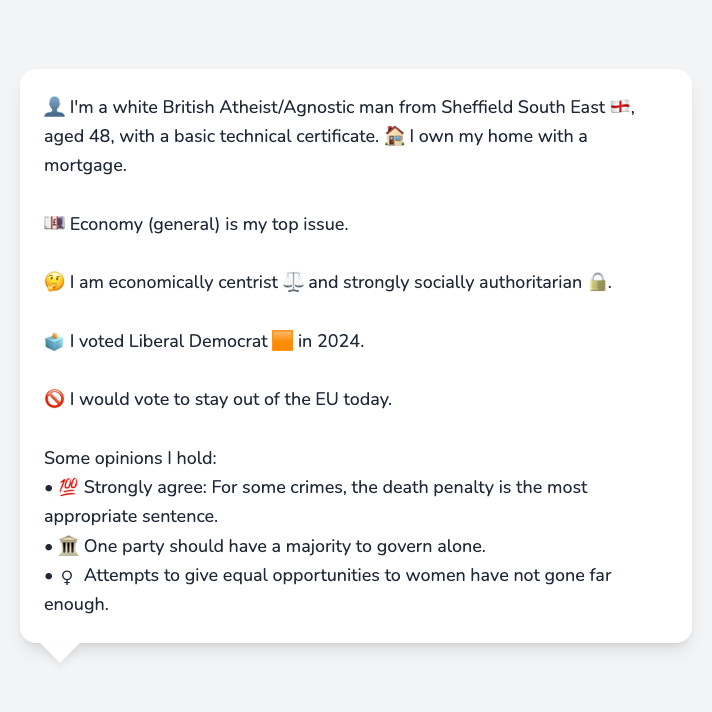 👤 I'm a white British Atheist/Agnostic man from Sheffield South East 🏴󠁧󠁢󠁥󠁮󠁧󠁿,
aged 48, with a basic technical certificate. 🏠 I own my home with a
mortgage.
💷 Economy (general) is my top issue.
🤔 I am economically centrist ⚖️ and strongly socially authoritarian 🔒.
🗳️ I voted Liberal Democrat 🟧 in 2024.
🚫 I would vote to stay out of the EU today.
Some opinions I hold:
• 💯 Strongly agree: For some crimes, the death penalty is the most
appropriate sentence.
• 🏛️ One party should have a majority to govern alone.
• ♀ Attempts to give equal opportunities to women have not gone far
enough.